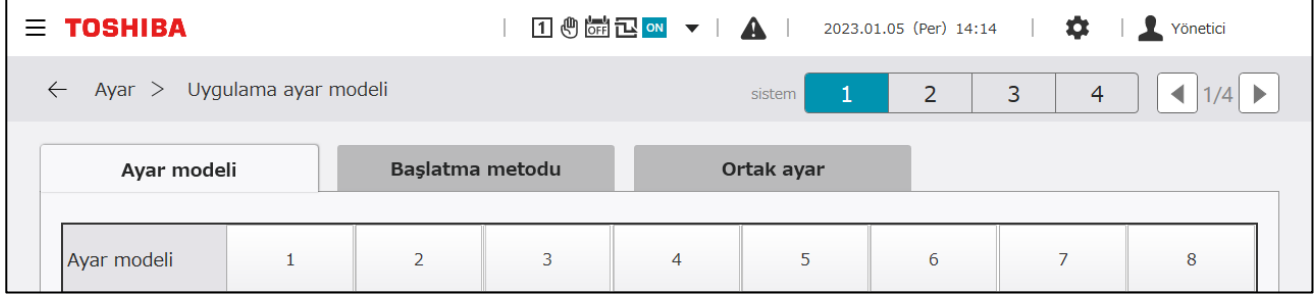 TOSHIBA 1 OFF ON 2023.01.05 (Per) 14:14 Yönetici
Ayar > Uygulama ayar modeli sistem 1 2 3 4 1/4
Ayar modeli Başlatma metodu Ortak ayar
Ayar modeli 1 2 3 4 5 6 7 8